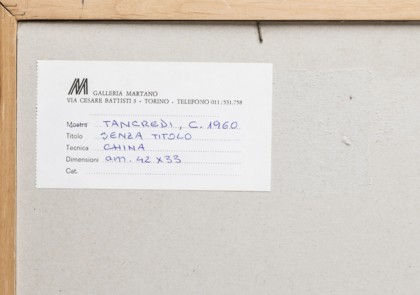 M GALLERIA MARTANO
VIA CESARE BATTISTI 3 - TORINO - TELEFONO 011/531.758
Mostra TANCREDI, C. 1960
Titolo SENZA TITOLO
Tecnica CHINA
Dimensioni cm. 42 x 33
Cat.